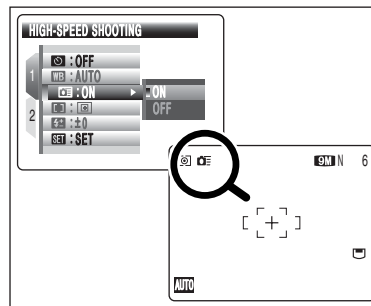 HIGH-SPEED SHOOTING
1
2
: OFF
WB : AUTO
: ON
ON
OFF
:
: ±0
SET : SET
9M N 6
AUTO